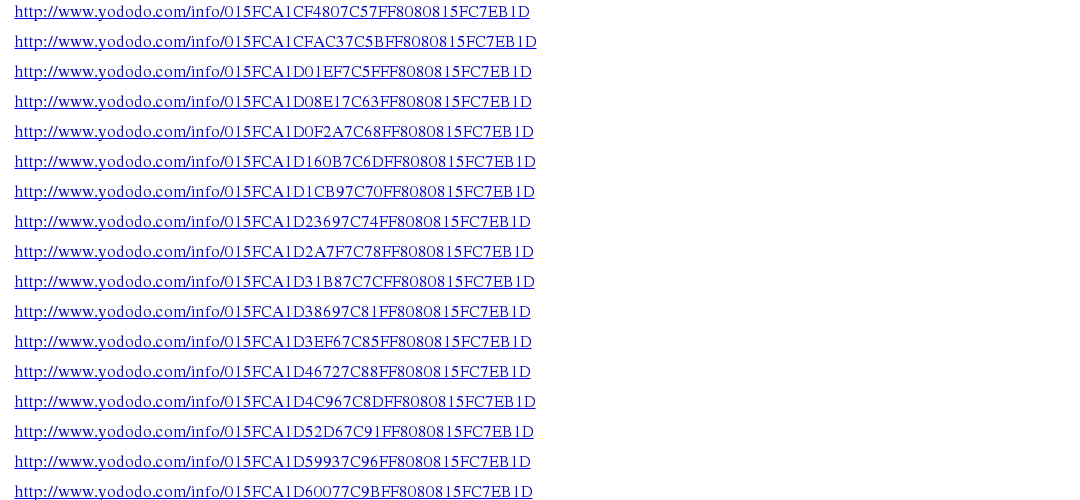 http://www.yododo.com/info/015FCA1CF4807C57FF8080815FC7EB1D
http://www.yododo.com/info/015FCA1CFAC37C5BFF8080815FC7EB1D
http://www.yododo.com/info/015FCA1D01EF7C5FFF8080815FC7EB1D
http://www.yododo.com/info/015FCA1D08E17C63FF8080815FC7EB1D
http://www.yododo.com/info/015FCA1D0F2A7C68FF8080815FC7EB1D
http://www.yododo.com/info/015FCA1D160B7C6DFF8080815FC7EB1D
http://www.yododo.com/info/015FCA1D1CB97C70FF8080815FC7EB1D
http://www.yododo.com/info/015FCA1D23697C74FF8080815FC7EB1D
http://www.yododo.com/info/015FCA1D2A7F7C78FF8080815FC7EB1D
http://www.yododo.com/info/015FCA1D31B87C7CFF8080815FC7EB1D
http://www.yododo.com/info/015FCA1D38697C81FF8080815FC7EB1D
http://www.yododo.com/info/015FCA1D3EF67C85FF8080815FC7EB1D
http://www.yododo.com/info/015FCA1D46727C88FF8080815FC7EB1D
http://www.yododo.com/info/015FCA1D4C967C8DFF8080815FC7EB1D
http://www.yododo.com/info/015FCA1D52D67C91FF8080815FC7EB1D
http://www.yododo.com/info/015FCA1D59937C96FF8080815FC7EB1D
http://www.yododo.com/info/015FCA1D60077C9BFF8080815FC7EB1D